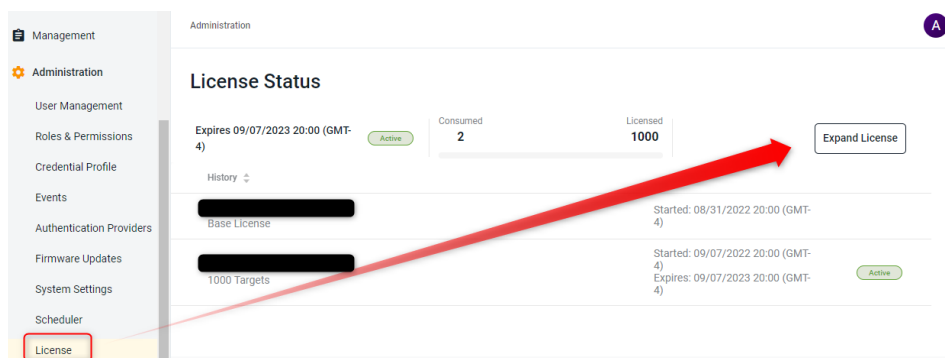 Administration
A
Management
Administration
User Management
Roles & Permissions
Credential Profile
Events
Authentication Providers
Firmware Updates
System Settings
Scheduler
License
License Status
Expires 09/07/2023 20:00 (GMT-
4)
Active
Consumed
2
Licensed
1000
Expand License
History
Base License
Started: 08/31/2022 20:00 (GMT-
4)
1000 Targets
Started: 09/07/2022 20:00 (GMT-
4)
Expires: 09/07/2023 20:00 (GMT-
4)
Active